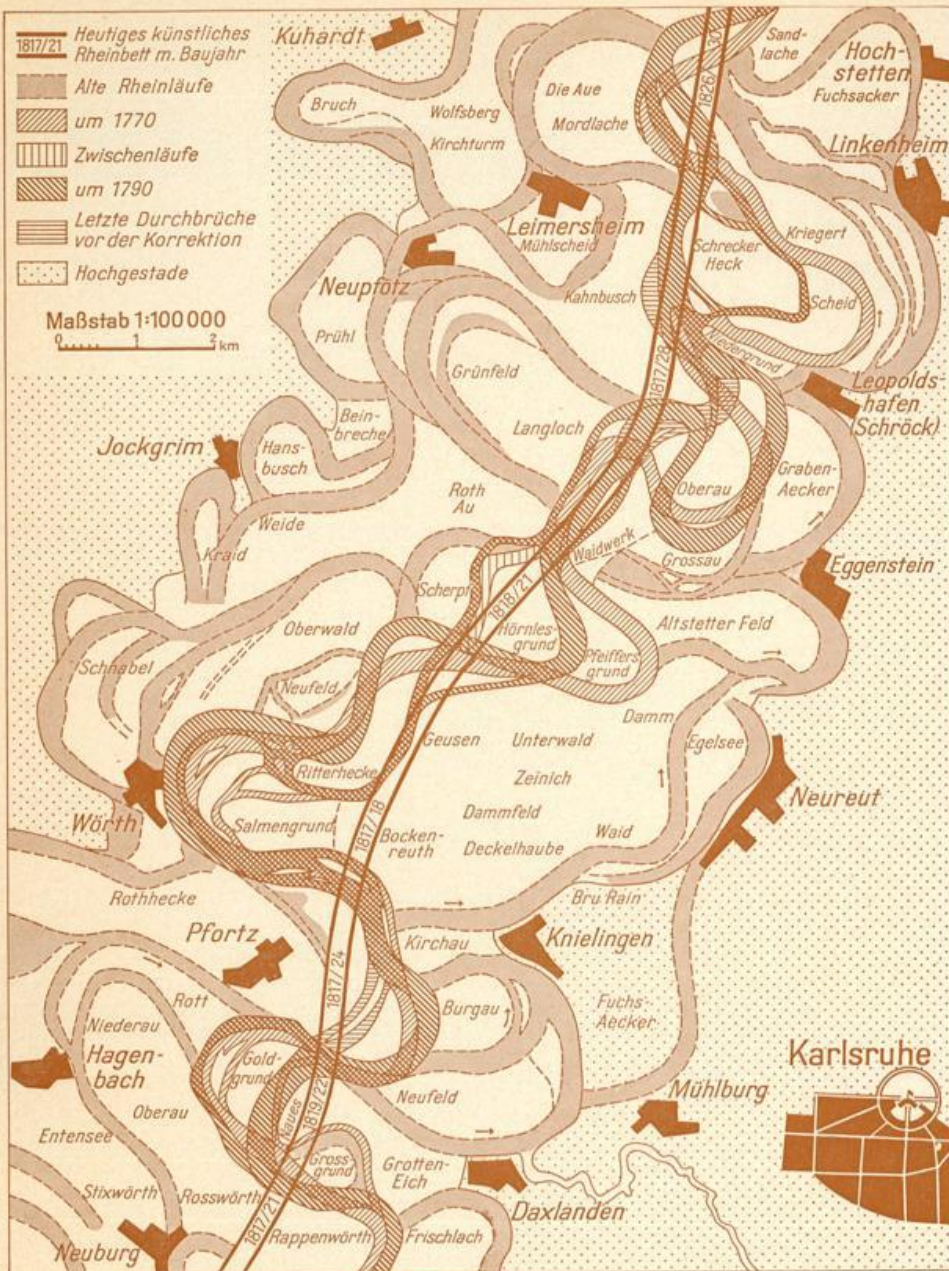 1817/21 Heutiges künstliches
Rheinbett m. Baujahr
Alte Rheinläufe
um 1770
Zwischenläufe
um 1790
Letzte Durchbrüche
vor der Korrektion
Hochgestade
Maßstab 1:100 000
0 1 2 km
Kuhardt
Bruch
Wolfsberg
Kirchturm
Die Aue
Mordlache
Sand-
lache
Hoch-
stetten
Fuchsacker
Linkenheim
1826
Leimersheim
Mühlscheid
Neupfotz
Prühl
Kahnbusch
Schrecker
Heck
Kriegert
Scheid
Niedergrund
1817/28
Grünfeld
Leopolds-
hafen
(Schröck)
Bein-
breche
Langloch
Jockgrim
Hans-
busch
Oberau
Graben-
Aecker
Roth
Au
Weide
Kraid
Waidwerk
Grossau
Eggenstein
Scherpf
1818/21
Oberwald
Hörnles-
grund
Altstetter Feld
Schnabel
Neufeld
Pfeiffers-
grund
Damm
Geusen
Unterwald
Egelsee
Ritterhecke
Zeinich
Neureut
Wörth
Salmengrund
1817/18
Dammfeld
Bocken-
reuth
Deckelhaube
Waid
Rothhecke
Bru Rain
Pfortz
Kirchau
Knielingen
1817/24
Rott
Burgau
Fuchs-
Aecker
Niederau
Hagen-
bach
Gold-
grund
Karlsruhe
Mühlburg
Oberau
Neufeld
Naues
1819/22
Entensee
Gross-
grund
Grotten-
Eich
Stixwörth
Rosswörth
Daxlanden
1817/21
Neuburg
Rappenwörth
Frischlach